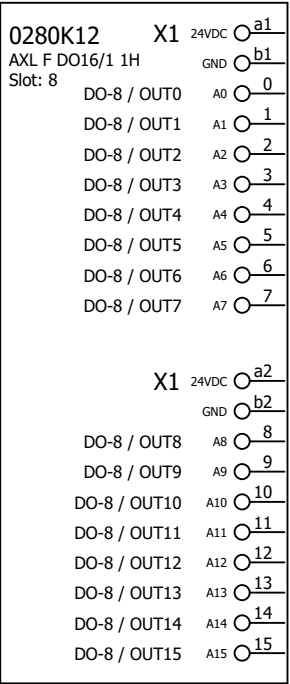 0280K12 X1 24VDC a1
AXL F DO16/1 1H GND b1
Slot: 8
DO-8 / OUT0 A0 0
DO-8 / OUT1 A1 1
DO-8 / OUT2 A2 2
DO-8 / OUT3 A3 3
DO-8 / OUT4 A4 4
DO-8 / OUT5 A5 5
DO-8 / OUT6 A6 6
DO-8 / OUT7 A7 7
X1 24VDC a2
GND b2
DO-8 / OUT8 A8 8
DO-8 / OUT9 A9 9
DO-8 / OUT10 A10 10
DO-8 / OUT11 A11 11
DO-8 / OUT12 A12 12
DO-8 / OUT13 A13 13
DO-8 / OUT14 A14 14
DO-8 / OUT15 A15 15